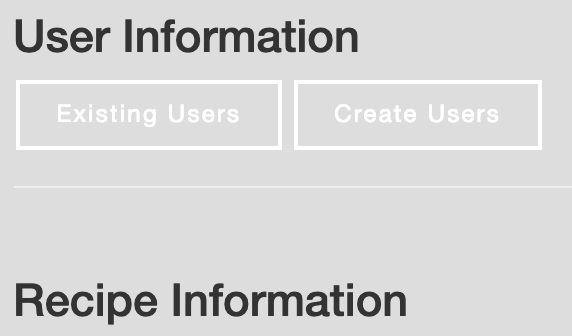 User Information
Existing Users Create Users
Recipe Information